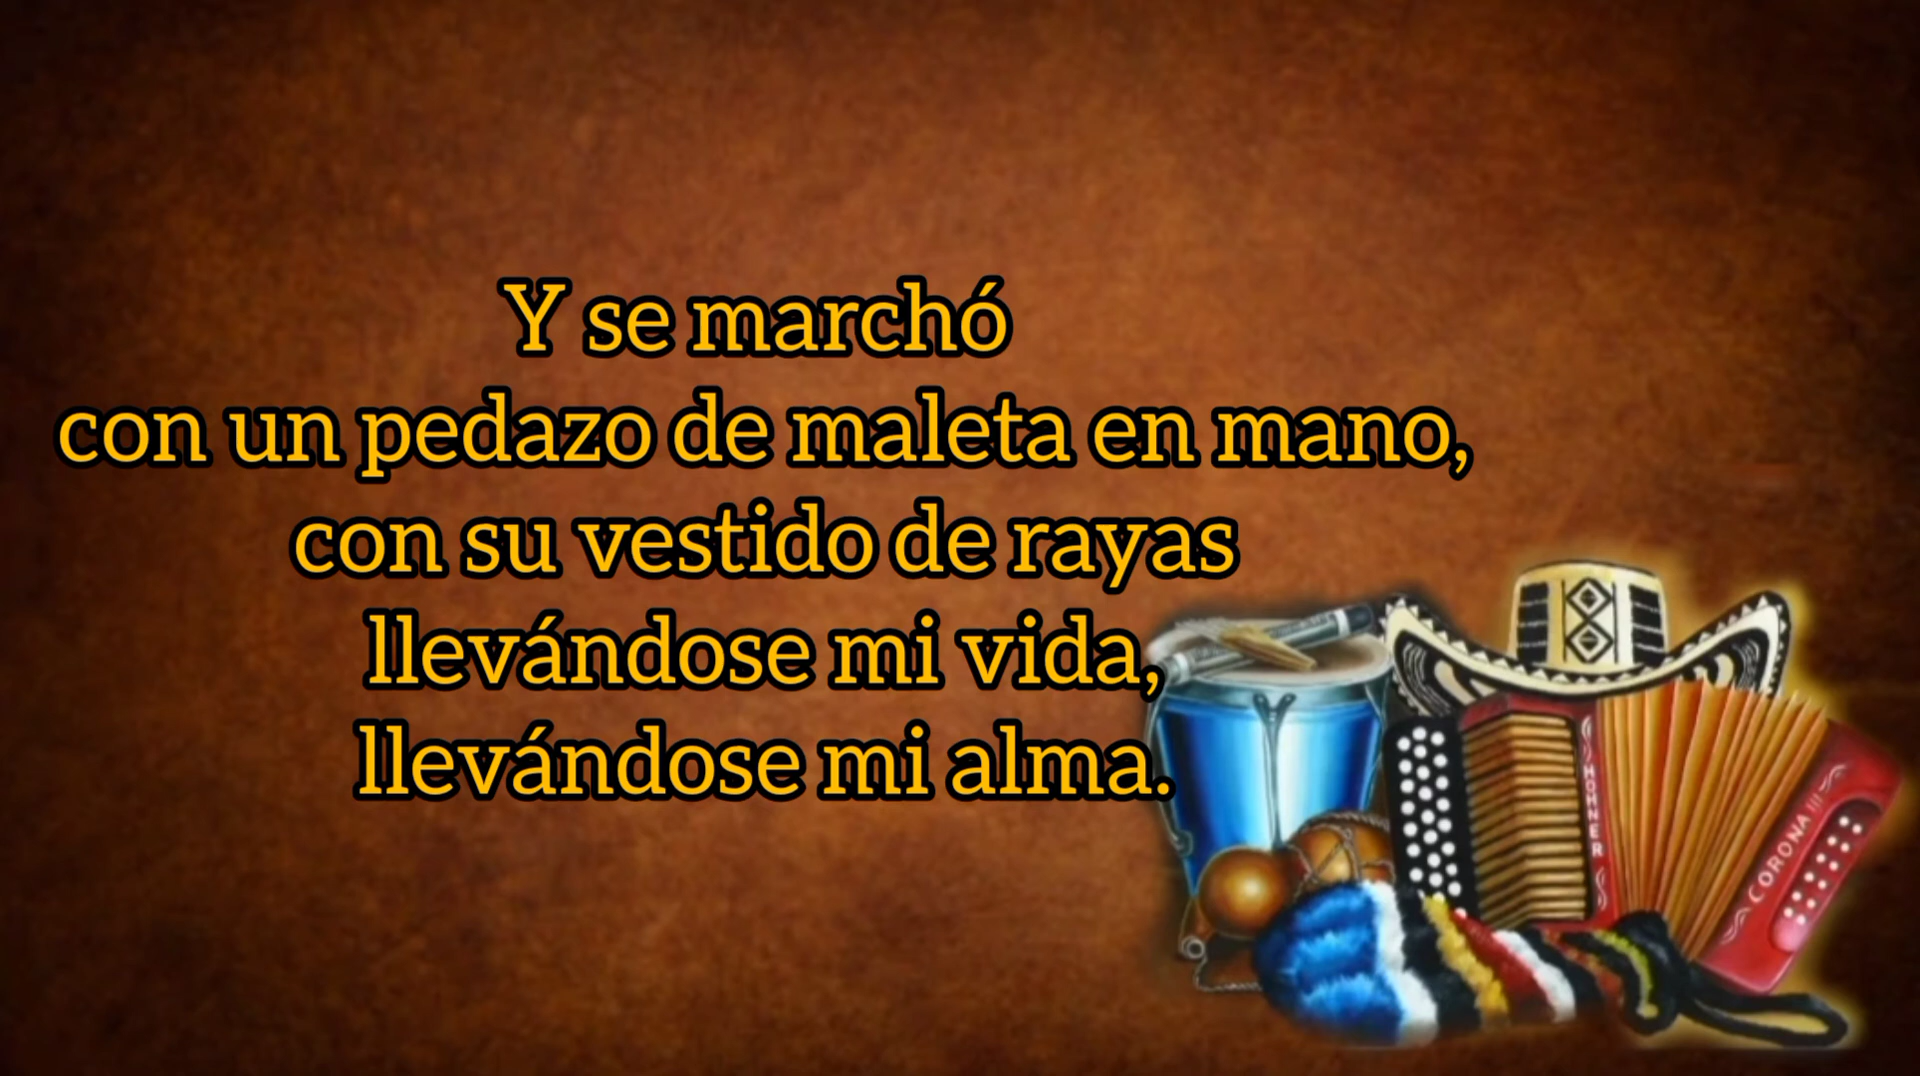 Y se marchó
con un pedazo de maleta en mano,
con su vestido de rayas
llevándose mi vida,
llevándose mi alma.
HOHNER
CORONA III